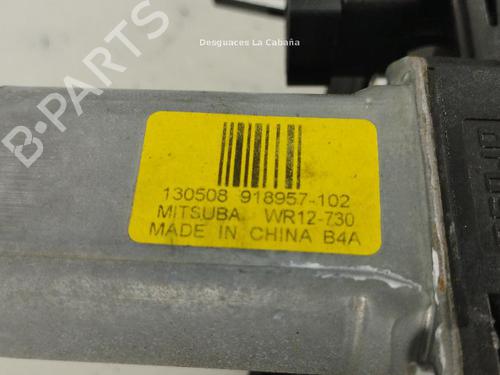 Desguaces La Cabaña
130508 918957-102
MITSUBA WR12-730
MADE IN CHINA B4A
B-PARTS